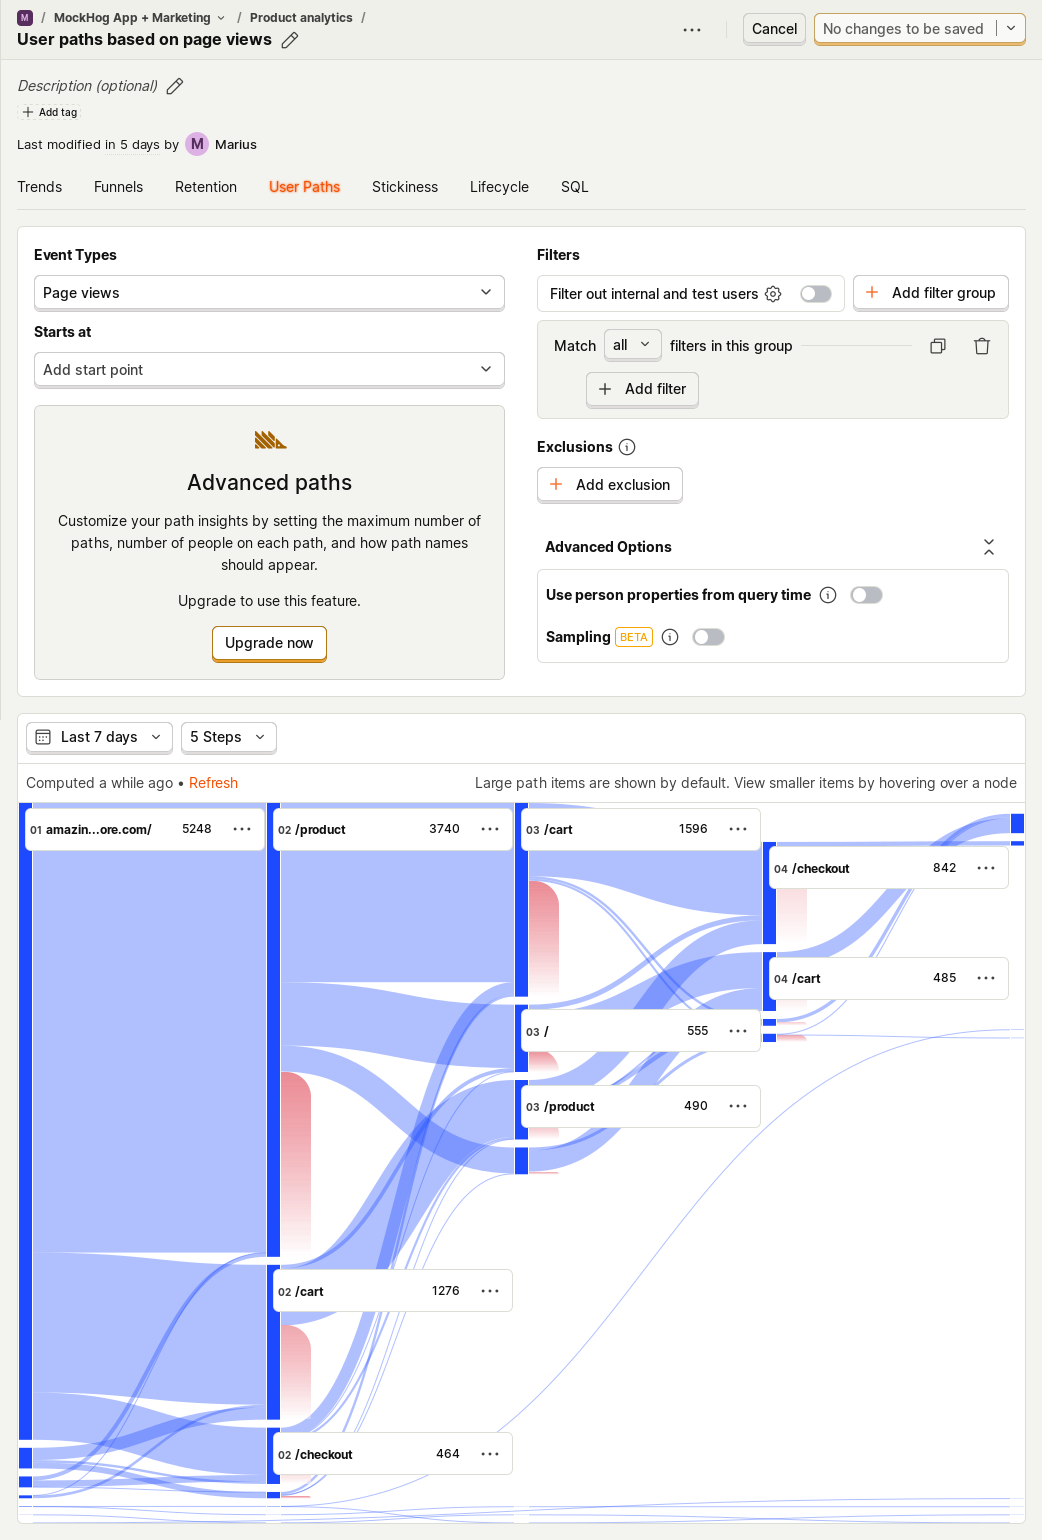 M / MockHog App + Marketing / Product analytics /
User paths based on page views
Cancel
No changes to be saved
Description (optional)
Add tag
Last modified in 5 days by M Marius
Trends Funnels Retention User Paths Stickiness Lifecycle SQL
Event Types
Page views
Starts at
Add start point
Advanced paths
Customize your path insights by setting the maximum number of
paths, number of people on each path, and how path names
should appear.
Upgrade to use this feature.
Upgrade now
Filters
Filter out internal and test users
Add filter group
Match all filters in this group
Add filter
Exclusions
Add exclusion
Advanced Options
Use person properties from query time
Sampling BETA
Last 7 days
5 Steps
Computed a while ago • Refresh
Large path items are shown by default. View smaller items by hovering over a node
01 amazin...ore.com/ 5248
02 /product 3740
03 /cart 1596
04 /checkout 842
04 /cart 485
03 / 555
03 /product 490
02 /cart 1276
02 /checkout 464